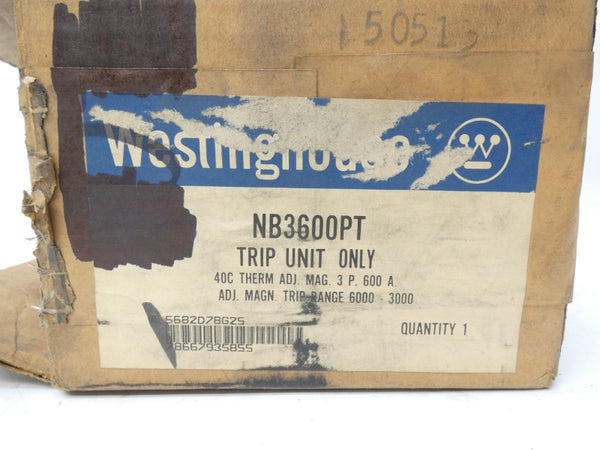 15051
Westinghouse
W
NB3600PT
TRIP UNIT ONLY
40C THERM ADJ. MAG. 3 P. 600 A.
ADJ. MAGN. TRIP RANGE 6000 - 3000
5682D78G25
QUANTITY 1
78667935855